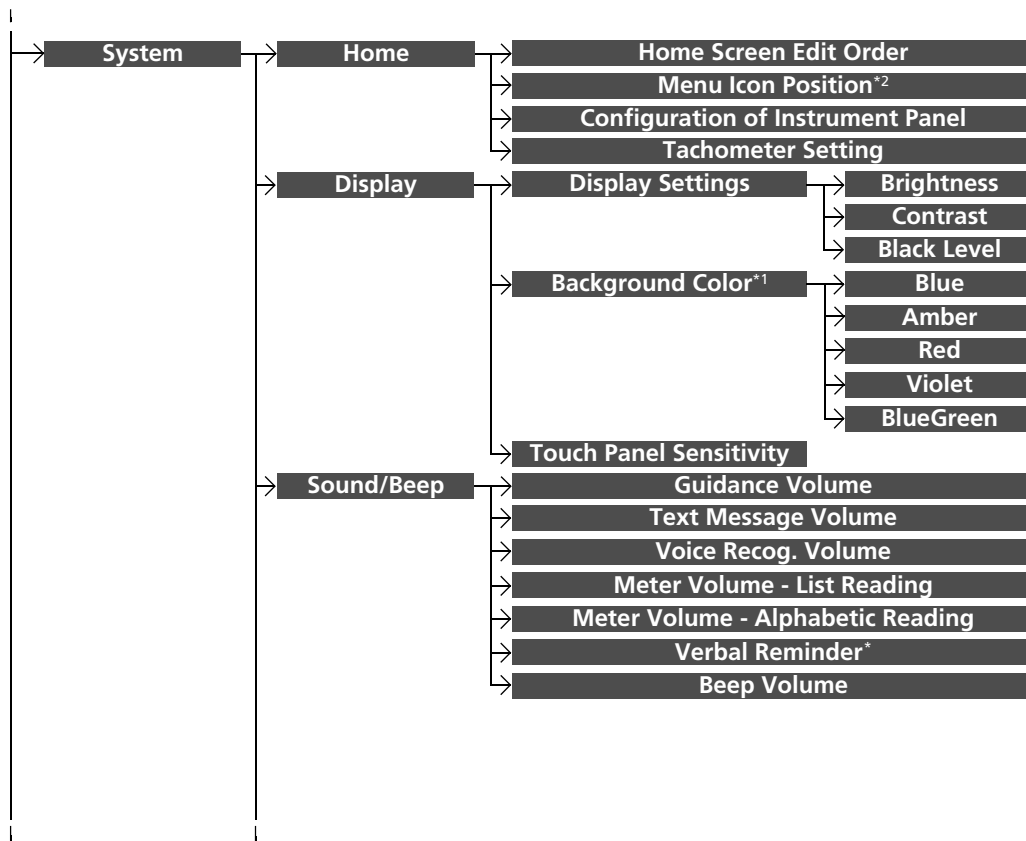 System
Home
Home Screen Edit Order
Menu Icon Position*2
Configuration of Instrument Panel
Tachometer Setting
Display
Display Settings
Brightness
Contrast
Black Level
Background Color*1
Blue
Amber
Red
Violet
BlueGreen
Touch Panel Sensitivity
Sound/Beep
Guidance Volume
Text Message Volume
Voice Recog. Volume
Meter Volume - List Reading
Meter Volume - Alphabetic Reading
Verbal Reminder*
Beep Volume